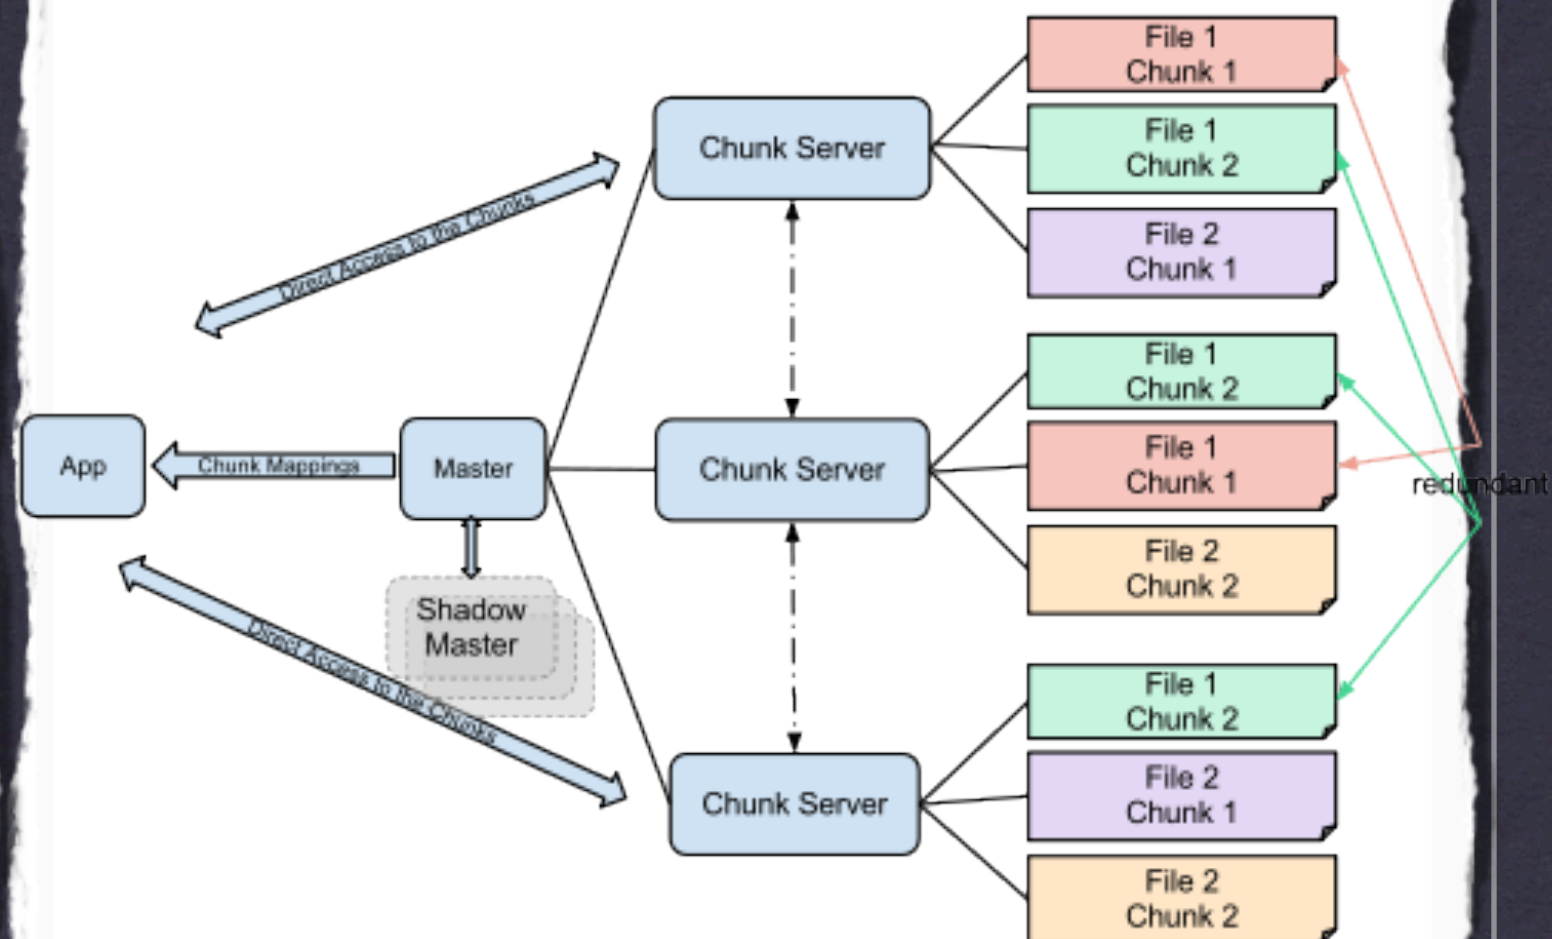 File 1
Chunk 1
File 1
Chunk 2
File 2
Chunk 1
Chunk Server
Direct Access to the Chunks
File 1
Chunk 2
File 1
Chunk 1
File 2
Chunk 2
Chunk Server
App
Chunk Mappings
Master
redundant
Shadow
Master
Direct Access to the Chunks
File 1
Chunk 2
File 2
Chunk 1
File 2
Chunk 2
Chunk Server